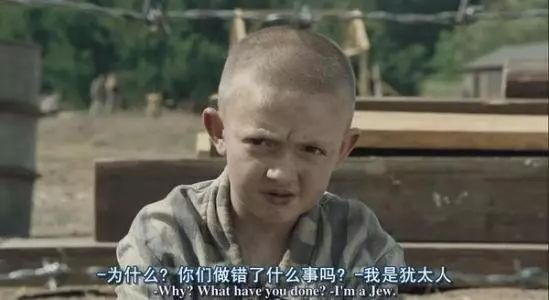 -为什么？你们做错了什么事吗？-我是犹太人
-Why? What have you done? -I'm a Jew.